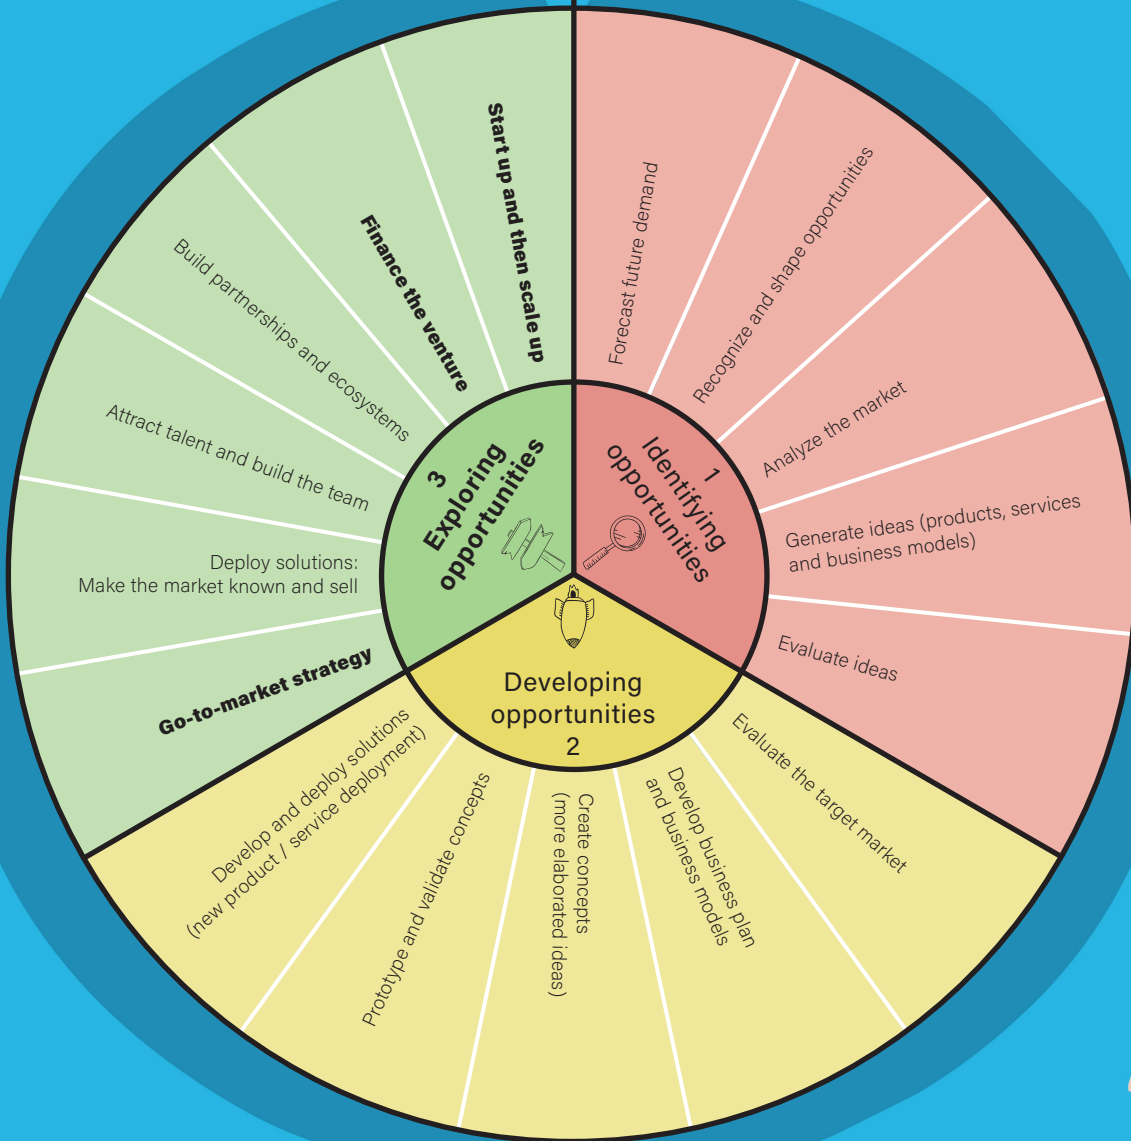 1
Identifying
opportunities
Forecast future demand
Recognize and shape opportunities
Analyze the market
Generate ideas (products, services
and business models)
Evaluate ideas
Developing
opportunities
2
Evaluate the target market
Develop business plan
and business models
Create concepts
(more elaborated ideas)
Prototype and validate concepts
Develop and deploy solutions
(new product / service deployment)
3
Exploring
opportunities
Go-to-market strategy
Deploy solutions:
Make the market known and sell
Attract talent and build the team
Build partnerships and ecosystems
Finance the venture
Start up and then scale up